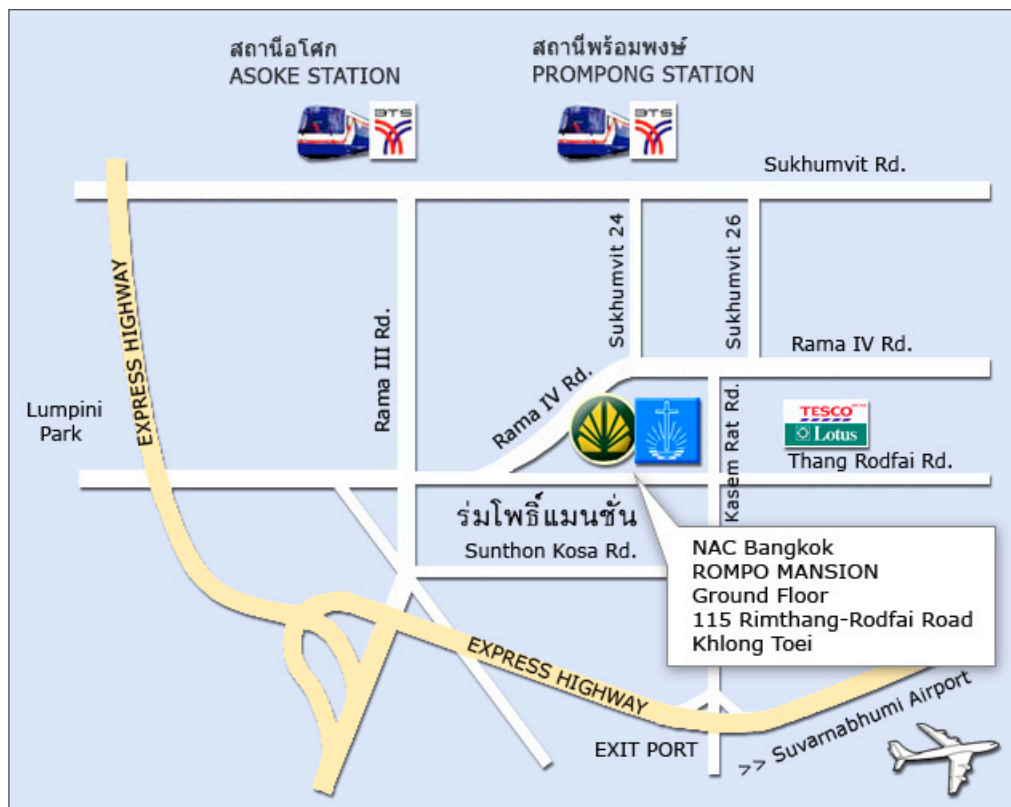 สถานีอโศก
ASOKE STATION
สถานีพร้อมพงษ์
PROMPONG STATION
BTS
BTS
Sukhumvit Rd.
EXPRESS HIGHWAY
Rama III Rd.
Sukhumvit 24
Sukhumvit 26
Rama IV Rd.
Rama IV Rd.
Lumpini
Park
Kasem Rat Rd.
TESCO
Lotus
Thang Rodfai Rd.
ร่มโพธิ์แมนชั่น
Sunthon Kosa Rd.
NAC Bangkok
ROMPO MANSION
Ground Floor
115 Rimthang-Rodfai Road
Khlong Toei
EXPRESS HIGHWAY
EXIT PORT
>> Suvarnabhumi Airport